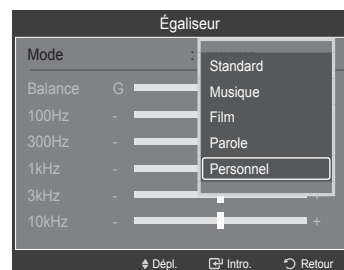 Égaliseur
Mode :
Standard
Musique
Film
Parole
Personnel
Balance G
100Hz -
300Hz -
1kHz -
3kHz - +
10kHz - +
Dépl. Intro. Retour